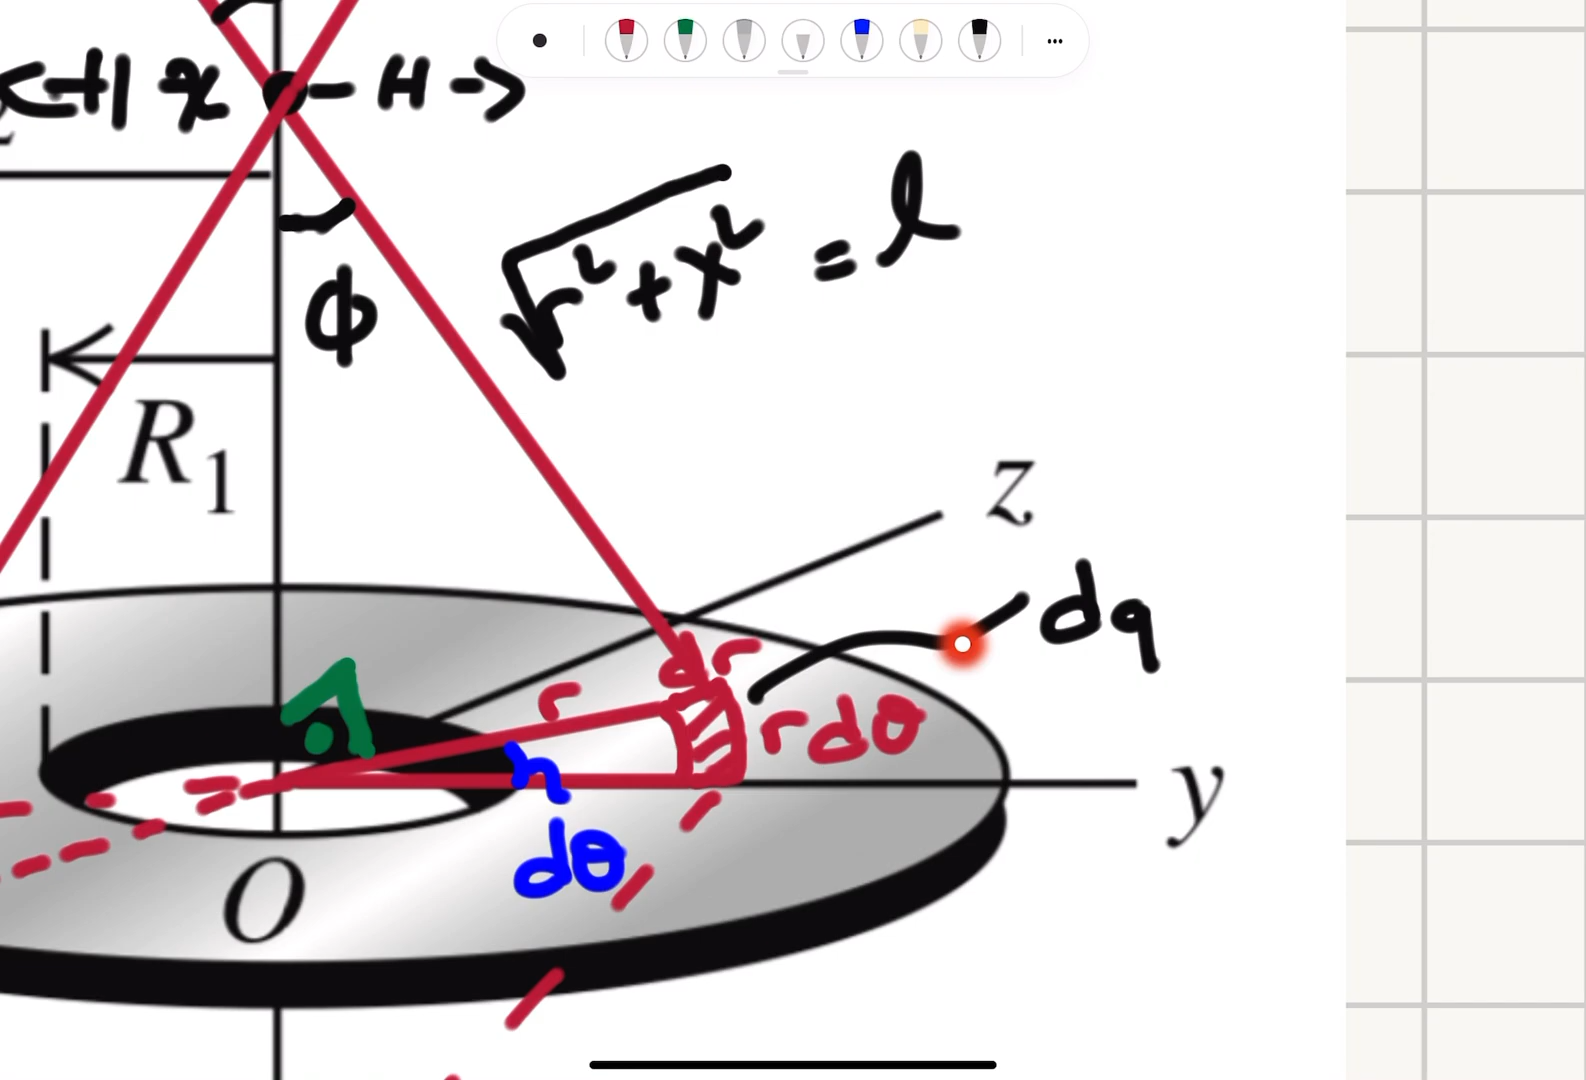 x
- H ->
√r²+x² = l
ϕ
R₁
z
dq
dr
r
rdθ
dθ
y
O